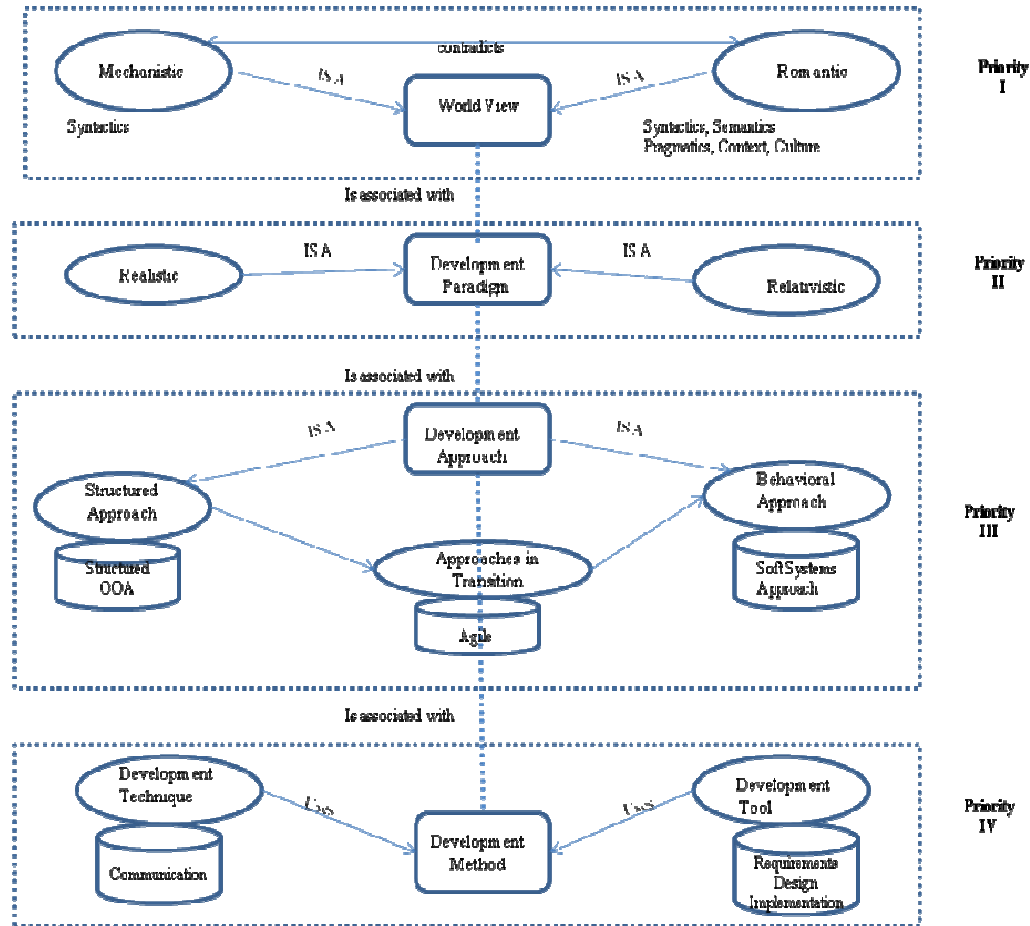 contradicts
Mechanistic
IS A
World View
IS A
Romantic
Priority
I
Syntactics
Syntactics, Semantics
Pragmatics, Context, Culture
Is associated with
Realistic
IS A
Development
Paradigm
IS A
Relativistic
Priority
II
Is associated with
IS A
Development
Approach
IS A
Structured
Approach
Behavioral
Approach
Priority
III
Structured
OOA
Approaches in
Transition
Soft Systems
Approach
Agile
Is associated with
Development
Technique
Uses
Development
Method
Uses
Development
Tool
Priority
IV
Communication
Requirements
Design
Implementation